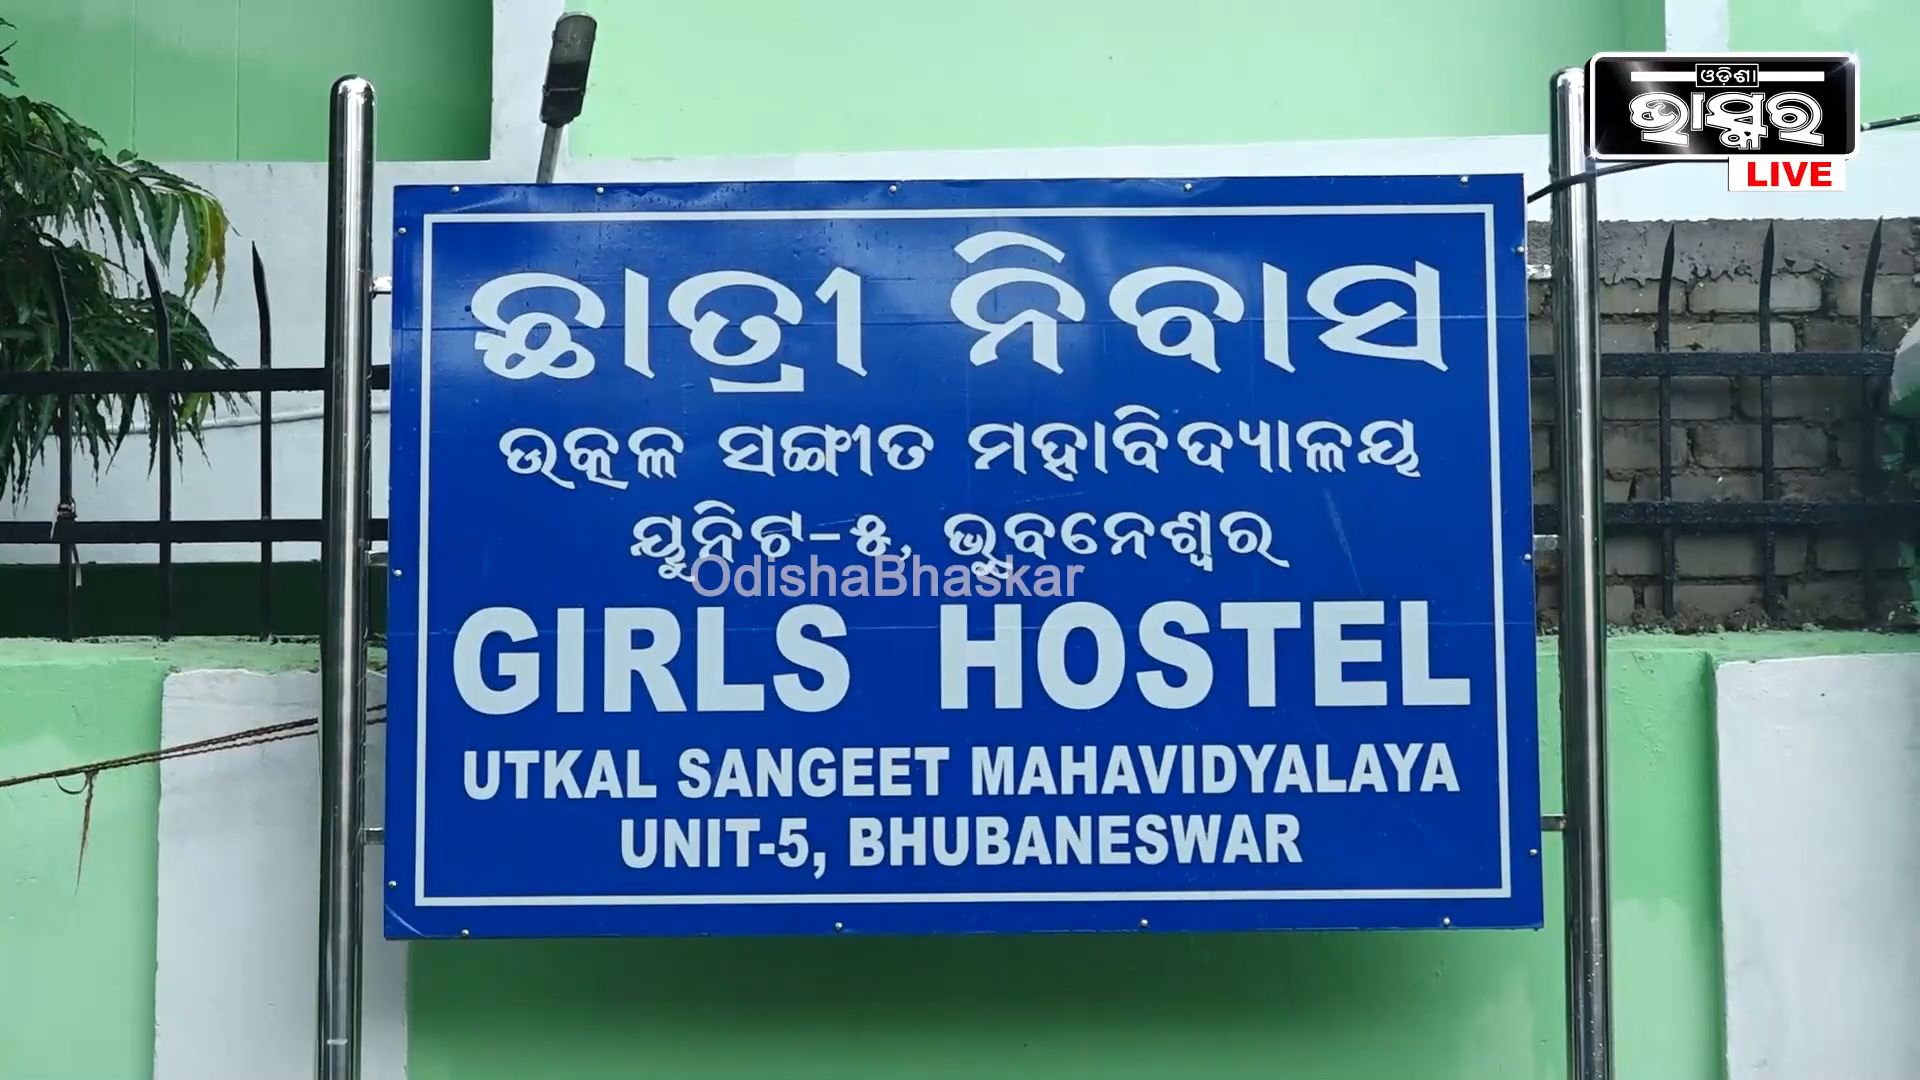 ଓଡ଼ିଶା
ଭାସ୍କର
LIVE
ଛାତ୍ରୀ ନିବାସ
ଉତ୍କଳ ସଙ୍ଗୀତ ମହାବିଦ୍ୟାଳୟ
ୟୁନିଟ-୫, ଭୁବନେଶ୍ୱର
OdishaBhaskar
GIRLS HOSTEL
UTKAL SANGEET MAHAVIDYALAYA
UNIT-5, BHUBANESWAR